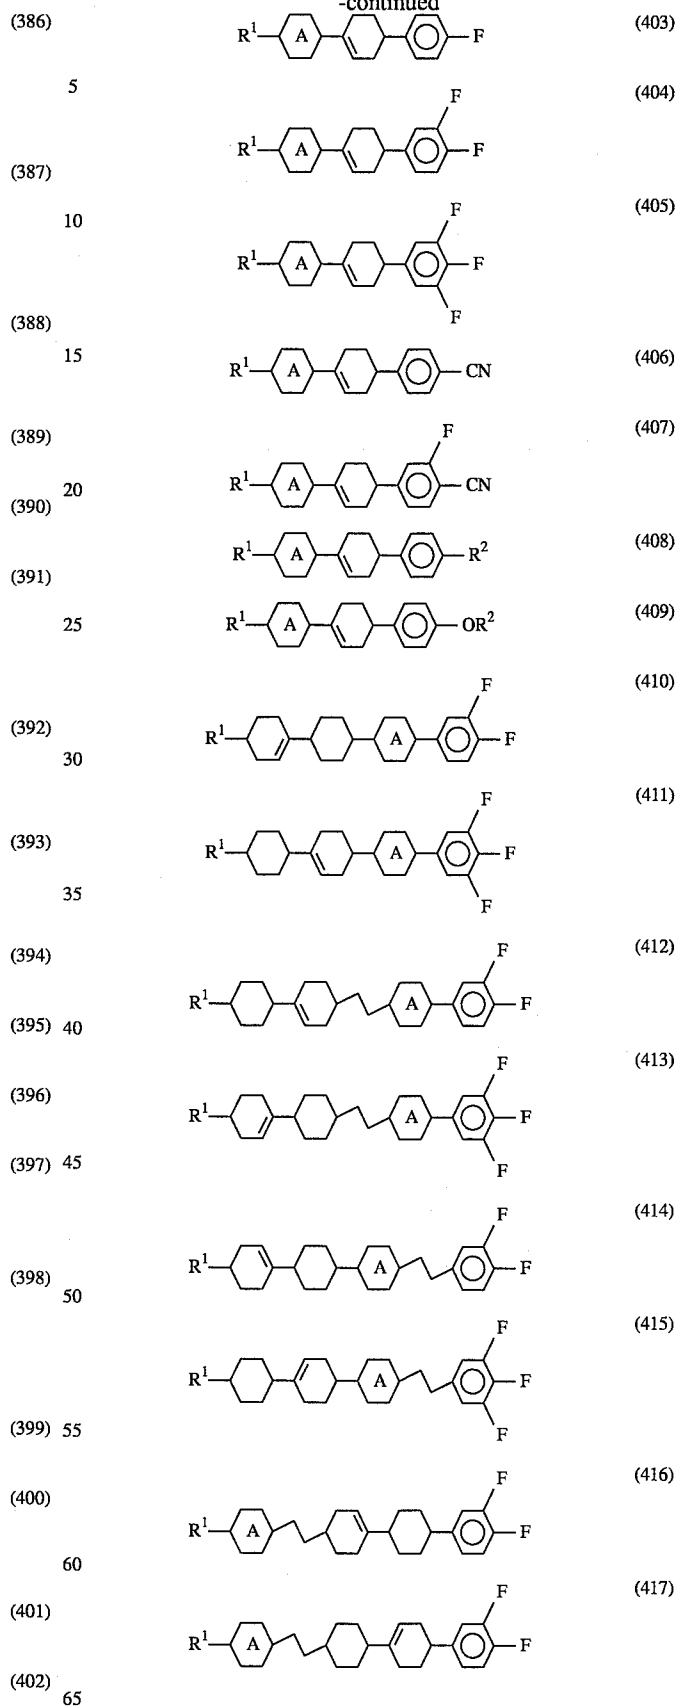 -continued
(386)
R¹ A F (403)
5
F (404)
R¹ A F
(387)
10
F (405)
R¹ A F
F
(388)
15
R¹ A CN (406)
F (407)
(389)
R¹ A CN
20
(390)
R¹ A R² (408)
(391)
25
R¹ A OR² (409)
F (410)
(392)
R¹ A F
30
F (411)
(393)
R¹ A F
35
F
(394)
F (412)
R¹ A F
(395) 40
F (413)
(396)
R¹ A F
(397) 45
F
F (414)
R¹ A F
(398)
50
F (415)
R¹ A F
(399) 55
F
F (416)
(400)
R¹ A F
60
F (417)
(401)
R¹ A F
(402)
65